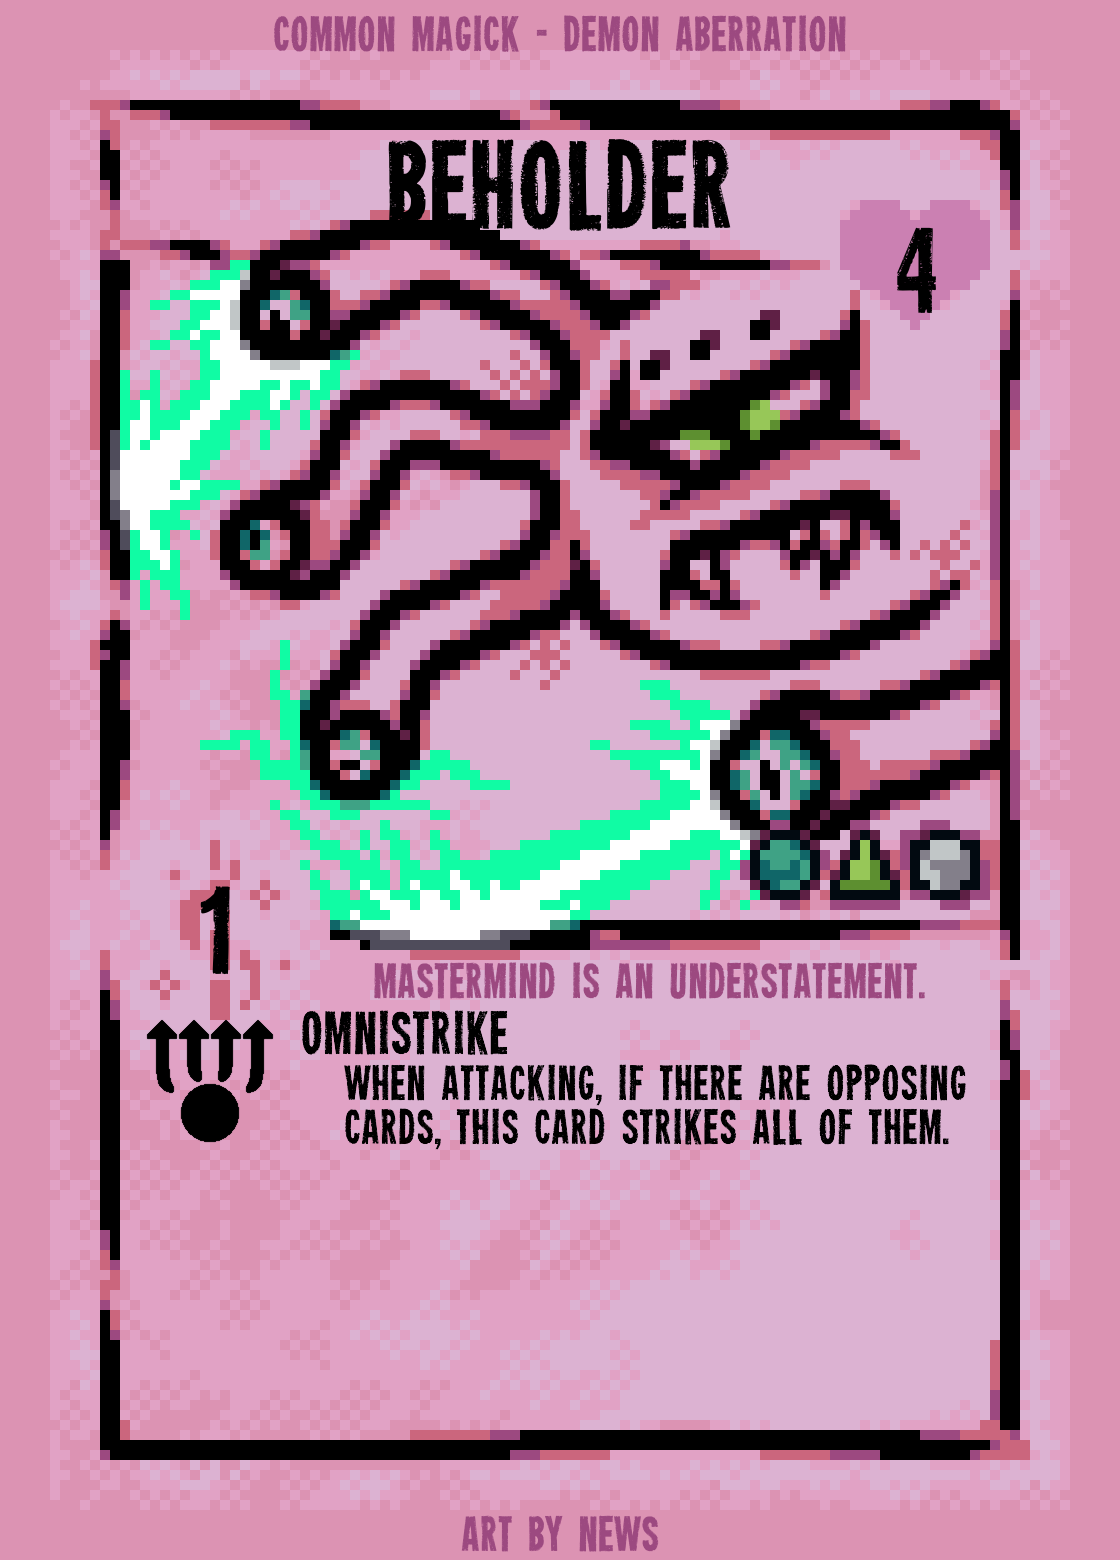 COMMON MAGICK - DEMON ABERRATION
BEHOLDER
4
1
MASTERMIND IS AN UNDERSTATEMENT.
OMNISTRIKE
WHEN ATTACKING, IF THERE ARE OPPOSING
CARDS, THIS CARD STRIKES ALL OF THEM.
ART BY NEWS